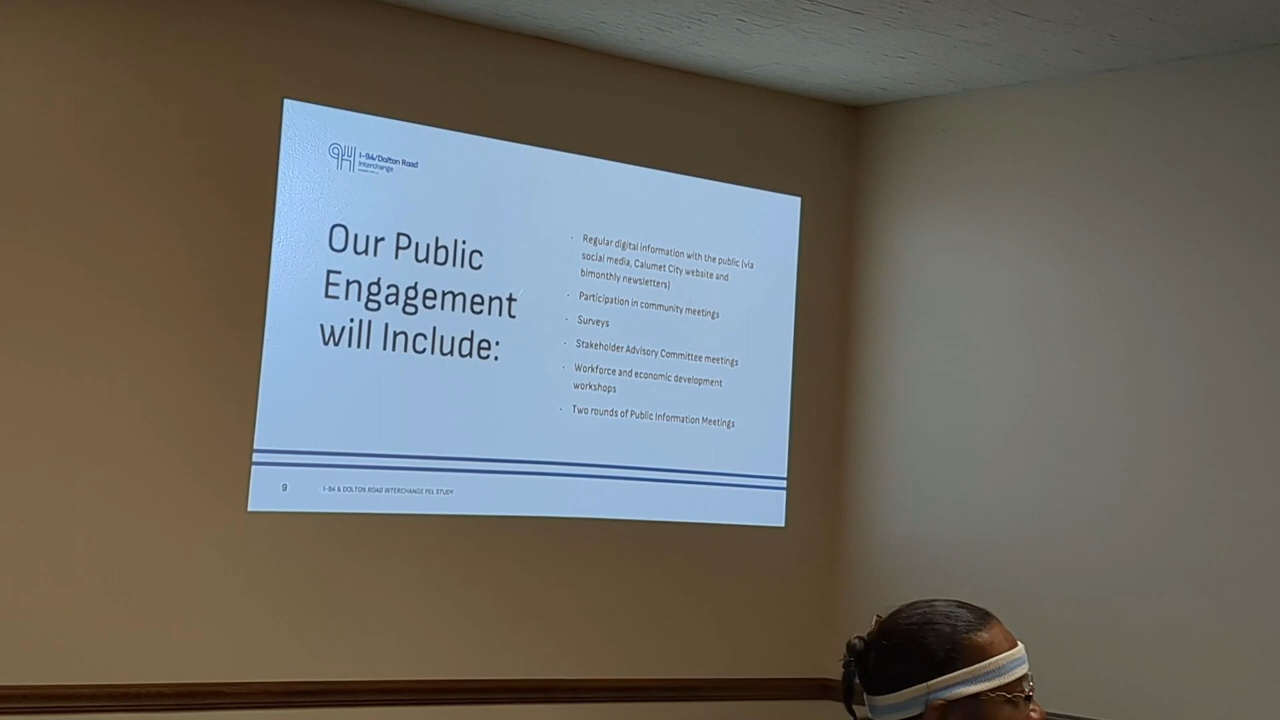 I-94/Dolton Road
Interchange
Our Public
Engagement
will Include:
· Regular digital information with the public (via
social media, Calumet City website and
bimonthly newsletters)
· Participation in community meetings
· Surveys
· Stakeholder Advisory Committee meetings
· Workforce and economic development
workshops
· Two rounds of Public Information Meetings
9
I-94 & DOLTON ROAD INTERCHANGE PEL STUDY